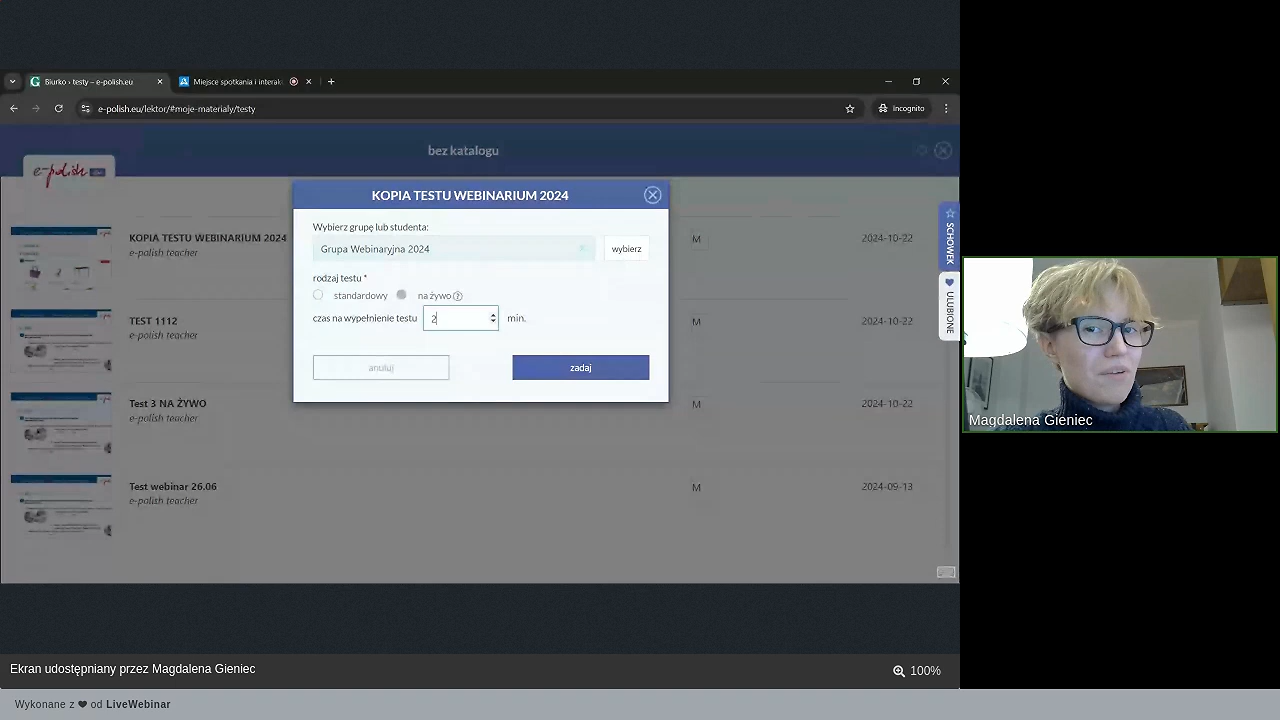 Biurko › testy – e-polish.eu
Miejsce spotkania i interak
e-polish.eu/lektor/#moje-materialy/testy
Incognito
bez katalogu
e-polish
KOPIA TESTU WEBINARIUM 2024
Wybierz grupę lub studenta:
Grupa Webinaryjna 2024
wybierz
rodzaj testu *
standardowy
na żywo ?
czas na wypełnienie testu
2
min.
anuluj
zadaj
KOPIA TESTU WEBINARIUM 2024
e-polish teacher
M
2024-10-22
TEST 1112
e-polish teacher
M
2024-10-22
Test 3 NA ŻYWO
e-polish teacher
M
2024-10-22
Test webinar 26.06
e-polish teacher
M
2024-09-13
SCHOWEK
ULUBIONE
Magdalena Gieniec
Ekran udostępniany przez Magdalena Gieniec
100%
Wykonane z ❤ od LiveWebinar